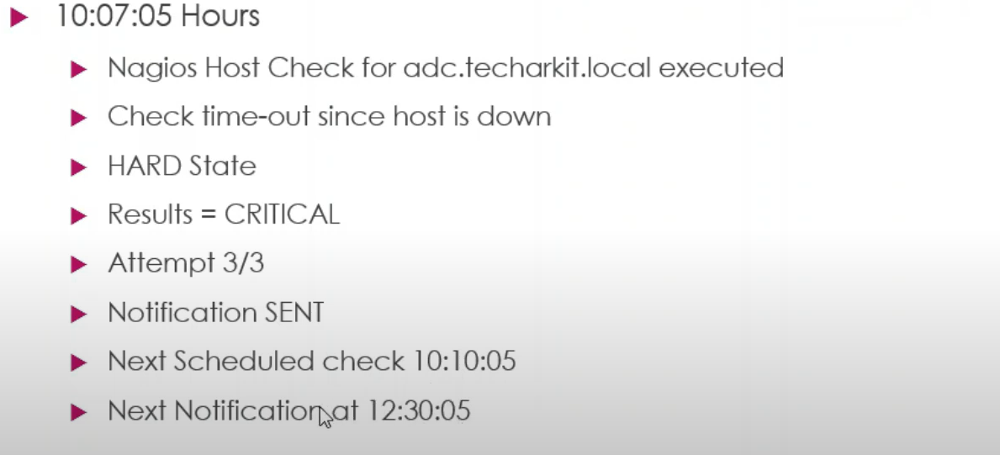 10:07:05 Hours
Nagios Host Check for adc.techarkit.local executed
Check time-out since host is down
HARD State
Results = CRITICAL
Attempt 3/3
Notification SENT
Next Scheduled check 10:10:05
Next Notification at 12:30:05